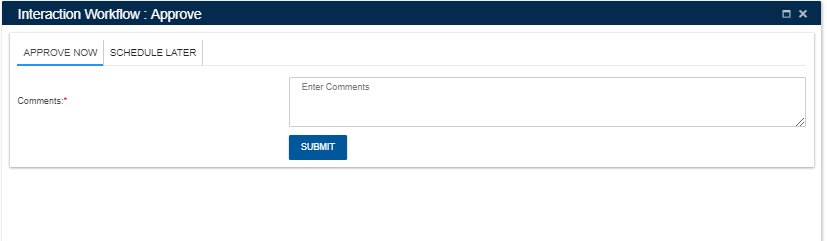 Interaction Workflow : Approve
APPROVE NOW
SCHEDULE LATER
Comments:*
Enter Comments
SUBMIT